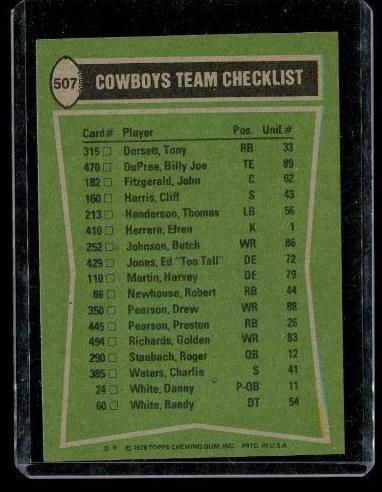 507 COWBOYS TEAM CHECKLIST
Card# Player Pos. Unif.#
315 Dorsett, Tony RB 33
470 DuPree, Billy Joe TE 89
182 Fitzgerald, John C 62
160 Harris, Cliff S 43
213 Henderson, Thomas LB 56
410 Herrera, Efren K 1
252 Johnson, Butch WR 86
429 Jones, Ed "Too Tall" DE 72
110 Martin, Harvey DE 79
86 Newhouse, Robert RB 44
350 Pearson, Drew WR 88
445 Pearson, Preston RB 26
494 Richards, Golden WR 83
290 Staubach, Roger QB 12
385 Waters, Charlie S 41
24 White, Danny P-QB 11
60 White, Randy DT 54
D * © 1978 TOPPS CHEWING GUM, INC. PRTD. IN U.S.A.